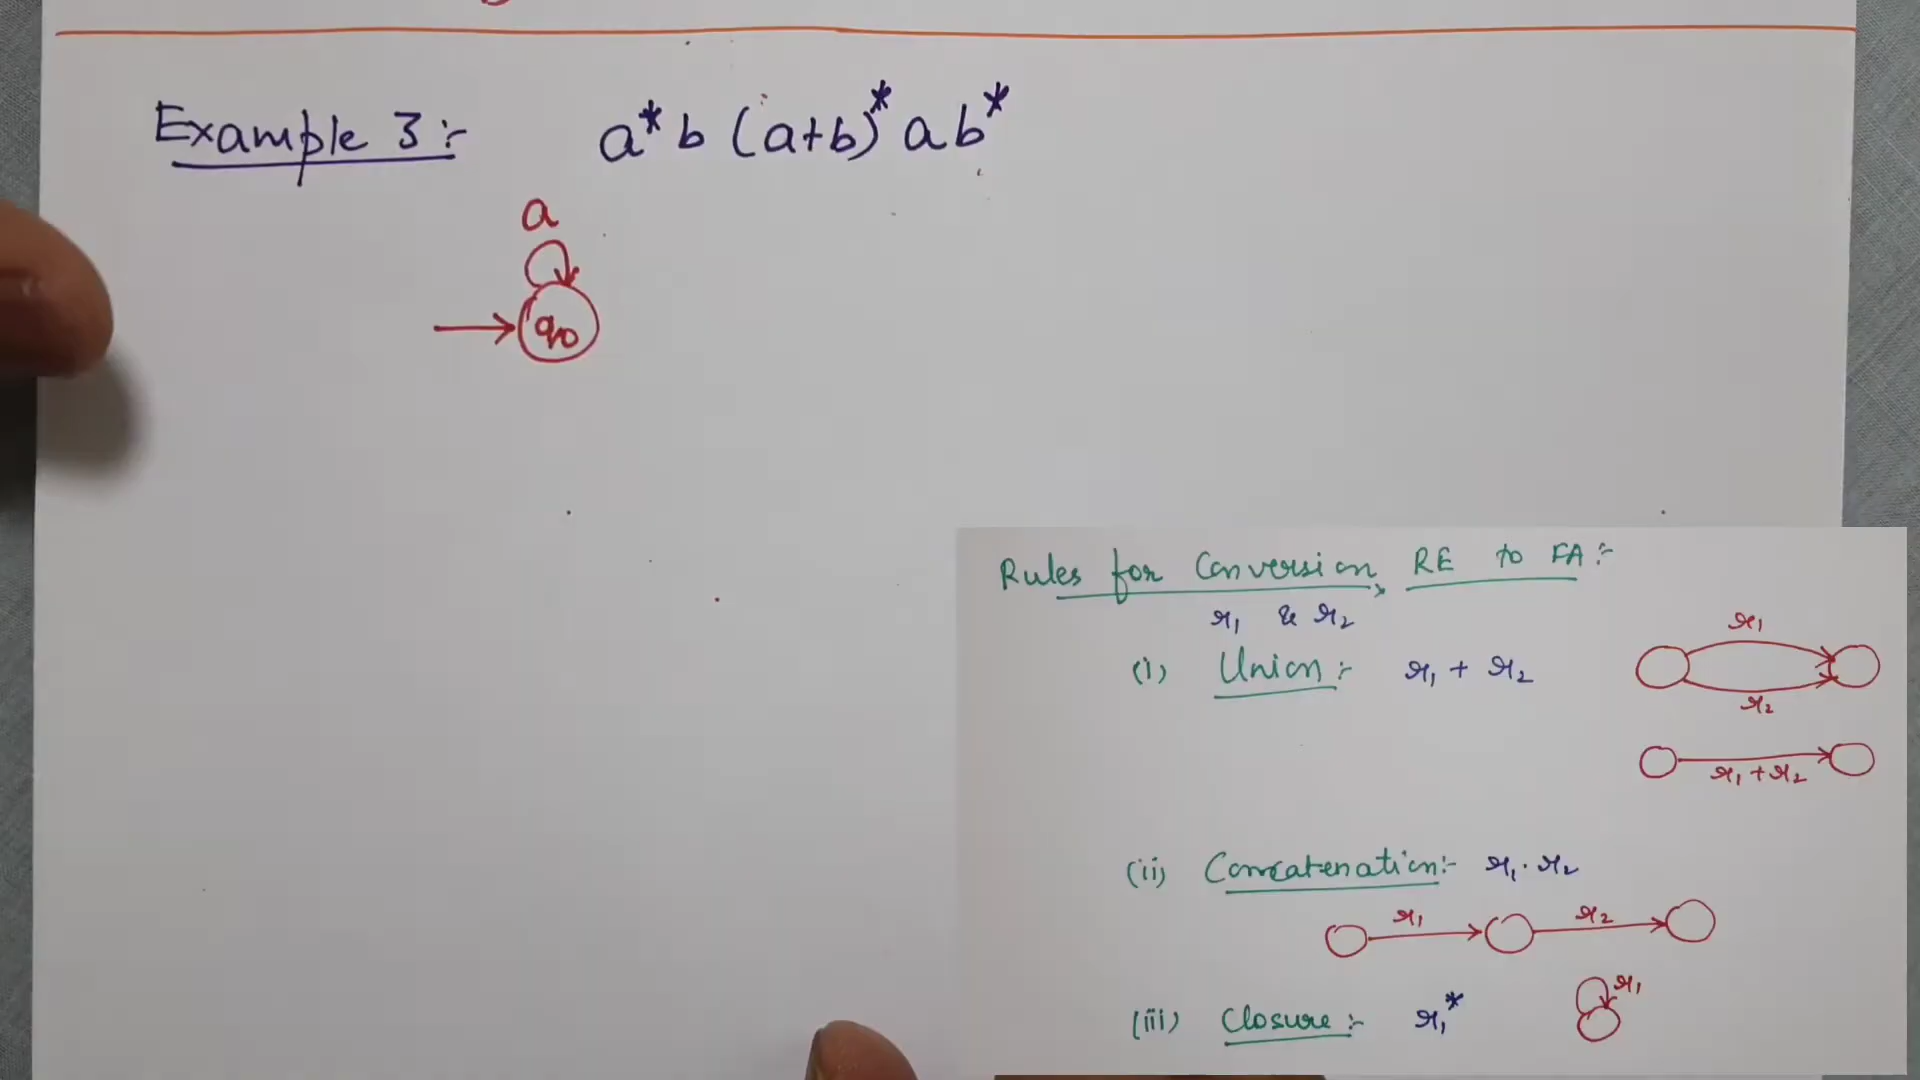 Example 3:- a* b (a+b)* a b*
a
q0
Rules for Conversion RE to FA:-
r1 & r2
(i) Union:- r1 + r2
r1
r2
r1 + r2
(ii) Concatenation:- r1 . r2
r1 r2
(iii) Closure:- r1*
r1